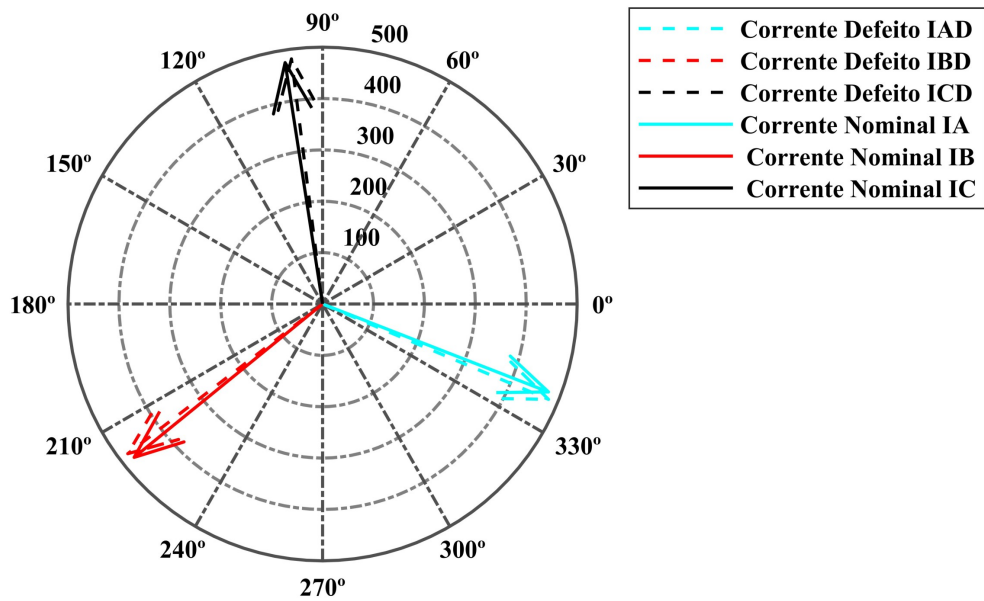 90º
500
120º
60º
400
150º
300
30º
200
100
180º
0º
210º
330º
240º
300º
270º
Corrente Defeito IAD
Corrente Defeito IBD
Corrente Defeito ICD
Corrente Nominal IA
Corrente Nominal IB
Corrente Nominal IC